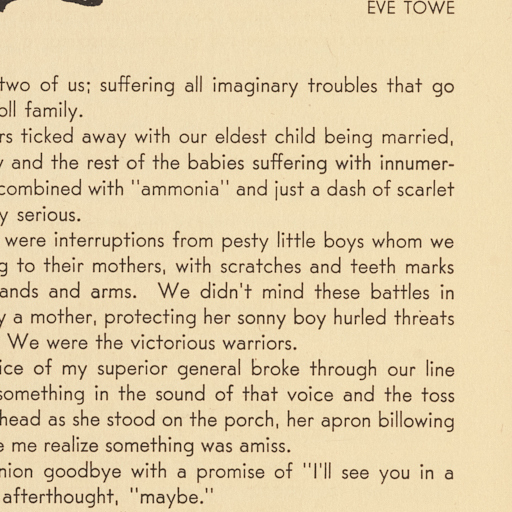 EVE TOWE
two of us; suffering all imaginary troubles that go
family.
ticked away with our eldest child being married,
and the rest of the babies suffering with innumer-
combined with "ammonia" and just a dash of scarlet
serious.
were interruptions from pesty little boys whom we
to their mothers, with scratches and teeth marks
and arms. We didn't mind these battles in
a mother, protecting her sonny boy hurled threats
We were the victorious warriors.
of my superior general broke through our line
something in the sound of that voice and the toss
head as she stood on the porch, her apron billowing
me realize something was amiss.
goodbye with a promise of "I'll see you in a
afterthought, "maybe."